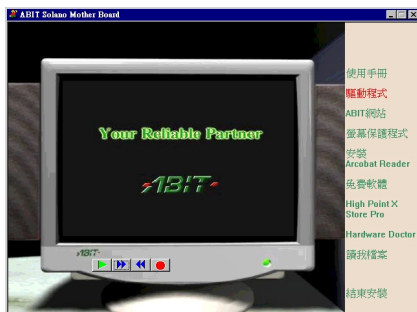 ABIT Solano Mother Board
Your Reliable Partner
ABIT
ABIT
使用手冊
驅動程式
ABIT網站
螢幕保護程式
安裝
Arcobat Reader
免費軟體
High Point X
Store Pro
Hardware Doctor
讀我檔案
結束安裝